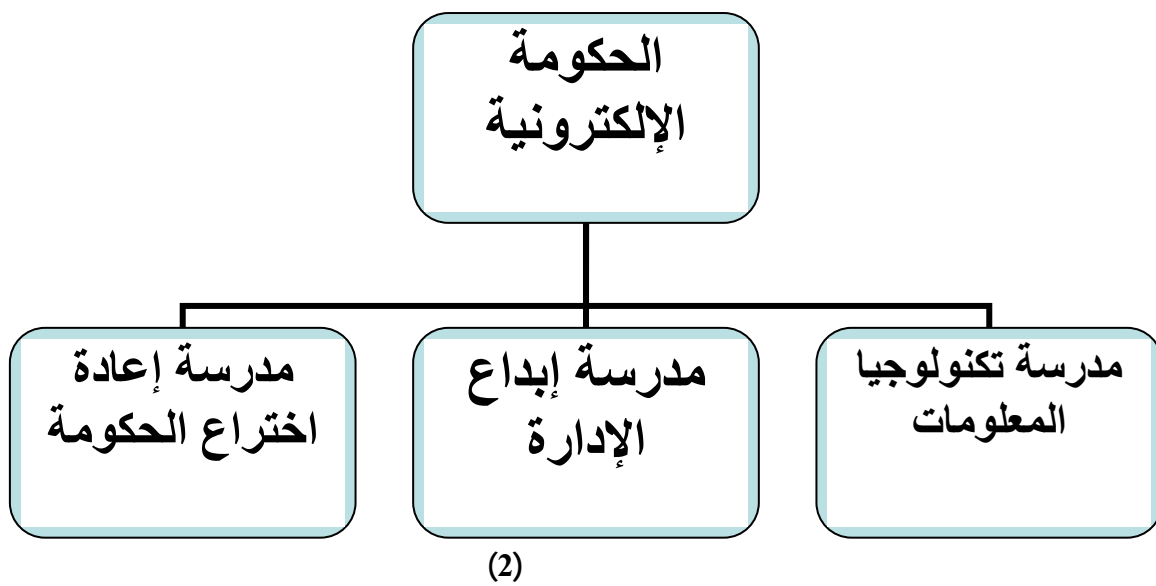 الحكومة
الإلكترونية
مدرسة تكنولوجيا
المعلومات
مدرسة إبداع
الإدارة
مدرسة إعادة
اختراع الحكومة
(2)